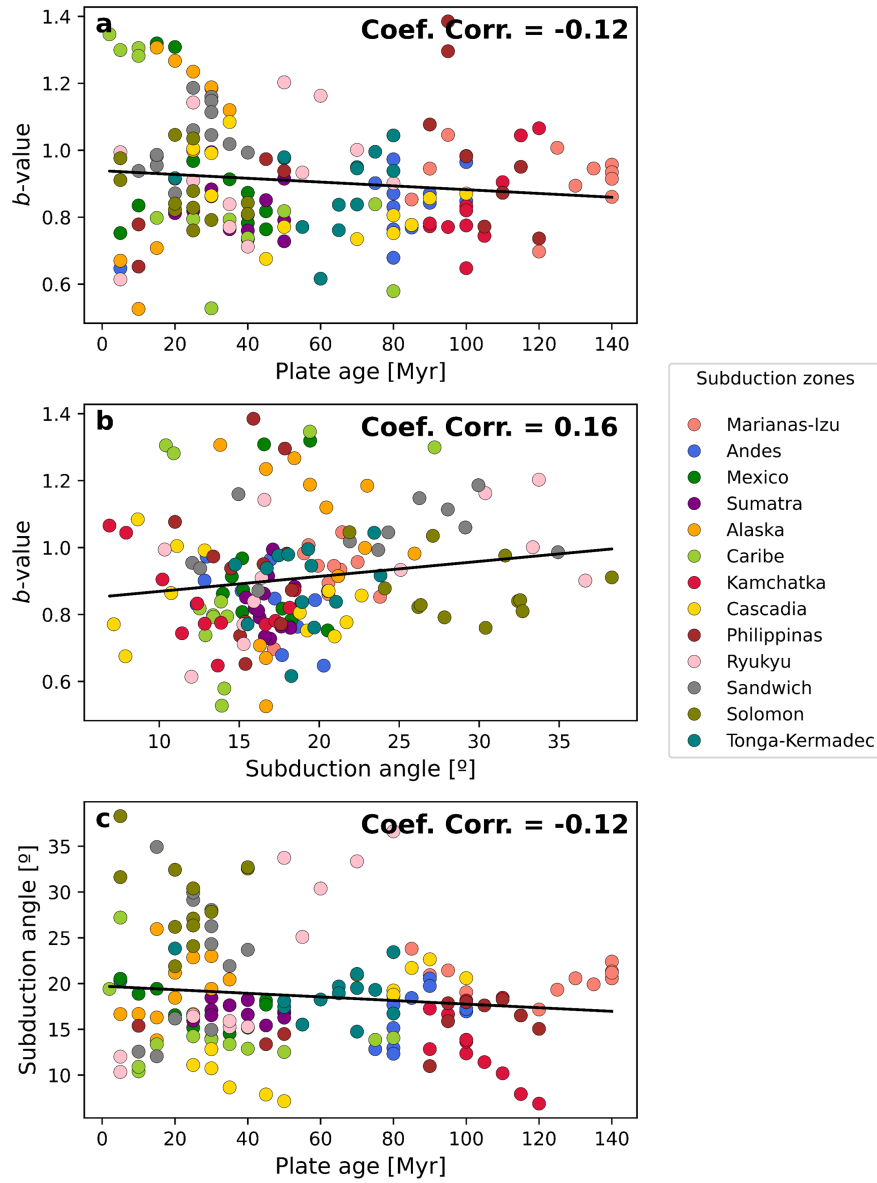 a
Coef. Corr. = -0.12
1.4
1.2
1.0
0.8
0.6
b-value
0 20 40 60 80 100 120 140
Plate age [Myr]
b
Coef. Corr. = 0.16
1.4
1.2
1.0
0.8
0.6
b-value
10 15 20 25 30 35
Subduction angle [º]
Subduction zones
Marianas-Izu
Andes
Mexico
Sumatra
Alaska
Caribe
Kamchatka
Cascadia
Philippinas
Ryukyu
Sandwich
Solomon
Tonga-Kermadec
c
Coef. Corr. = -0.12
35
30
25
20
15
10
Subduction angle [º]
0 20 40 60 80 100 120 140
Plate age [Myr]